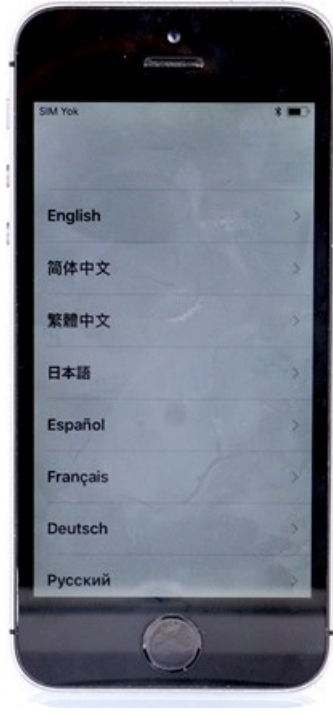 SIM Yok
English
简体中文
繁體中文
日本語
Español
Français
Deutsch
Русский